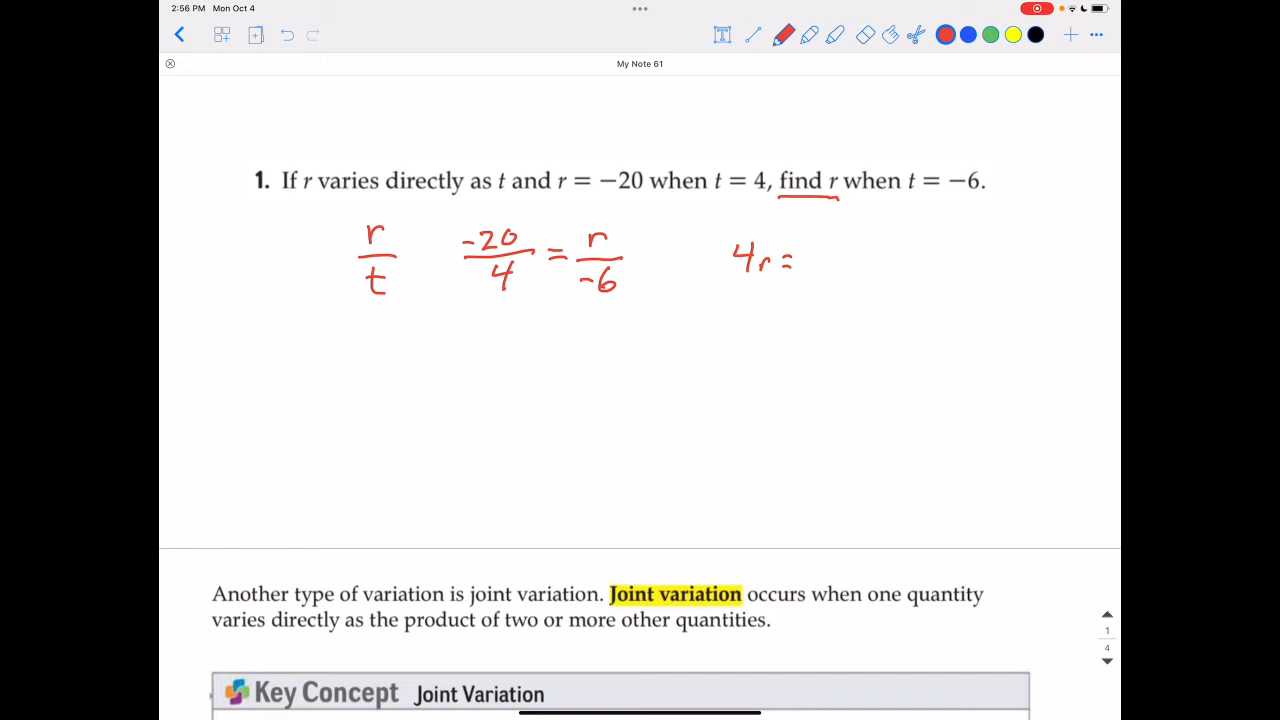 2:56 PM Mon Oct 4
My Note 61
1. If r varies directly as t and r = −20 when t = 4, find r when t = −6.
r/t -20/4 = r/-6 4r =
Another type of variation is joint variation. Joint variation occurs when one quantity
varies directly as the product of two or more other quantities.
1
4
Key Concept Joint Variation